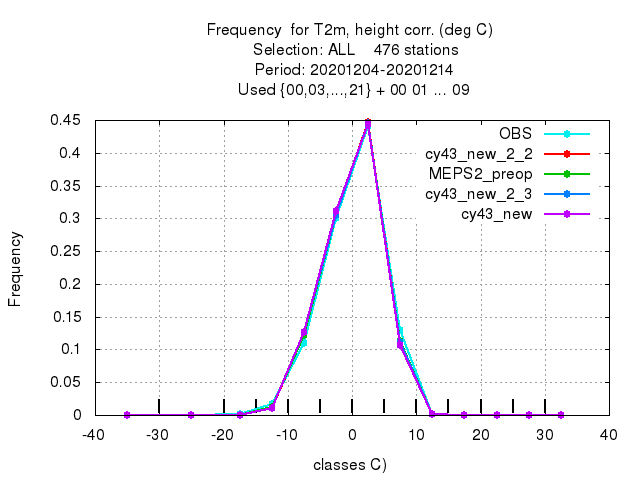 Frequency  for T2m, height corr. (deg C)
Selection: ALL    476 stations
Period: 20201204-20201214
Used {00,03,...,21} + 00 01 ... 09
OBS
cy43_new_2_2
MEPS2_preop
cy43_new_2_3
cy43_new
Frequency
0.45
0.4
0.35
0.3
0.25
0.2
0.15
0.1
0.05
0
-40 -30 -20 -10 0 10 20 30 40
classes C)